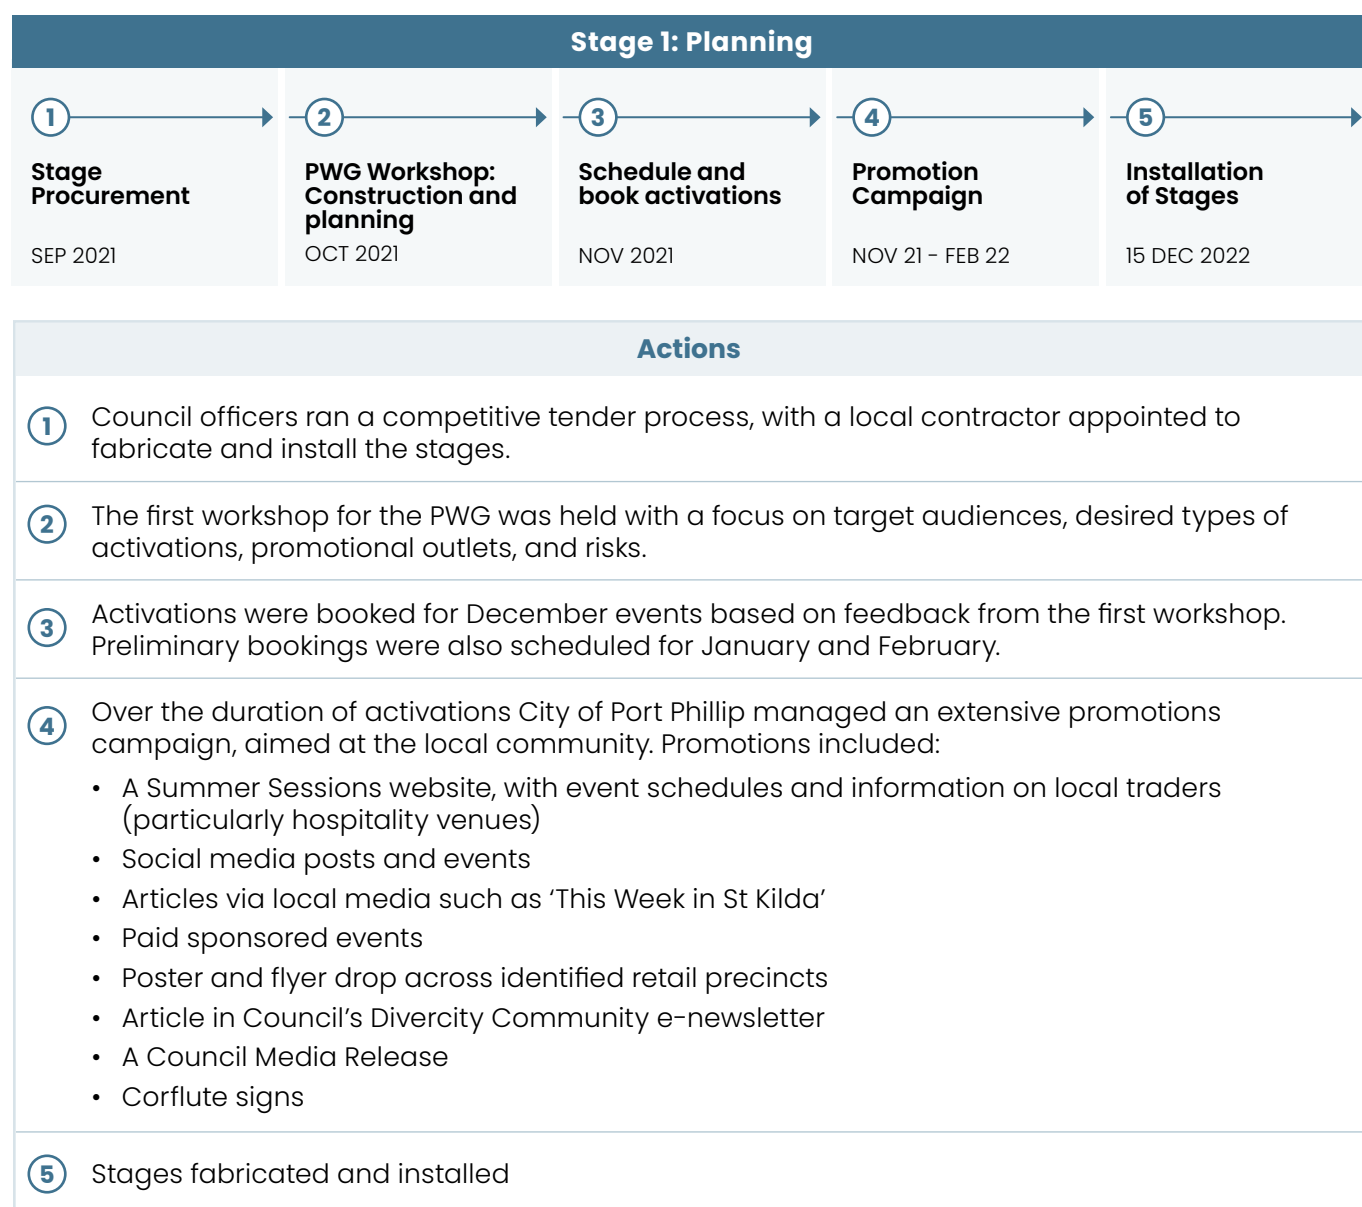 Stage 1: Planning
1
Stage
Procurement
SEP 2021
2
PWG Workshop:
Construction and
planning
OCT 2021
3
Schedule and
book activations
NOV 2021
4
Promotion
Campaign
NOV 21 - FEB 22
5
Installation
of Stages
15 DEC 2022
Actions
1
Council officers ran a competitive tender process, with a local contractor appointed to
fabricate and install the stages.
2
The first workshop for the PWG was held with a focus on target audiences, desired types of
activations, promotional outlets, and risks.
3
Activations were booked for December events based on feedback from the first workshop.
Preliminary bookings were also scheduled for January and February.
4
Over the duration of activations City of Port Phillip managed an extensive promotions
campaign, aimed at the local community. Promotions included:
• A Summer Sessions website, with event schedules and information on local traders
(particularly hospitality venues)
• Social media posts and events
• Articles via local media such as ‘This Week in St Kilda’
• Paid sponsored events
• Poster and flyer drop across identified retail precincts
• Article in Council’s Divercity Community e-newsletter
• A Council Media Release
• Corflute signs
5
Stages fabricated and installed